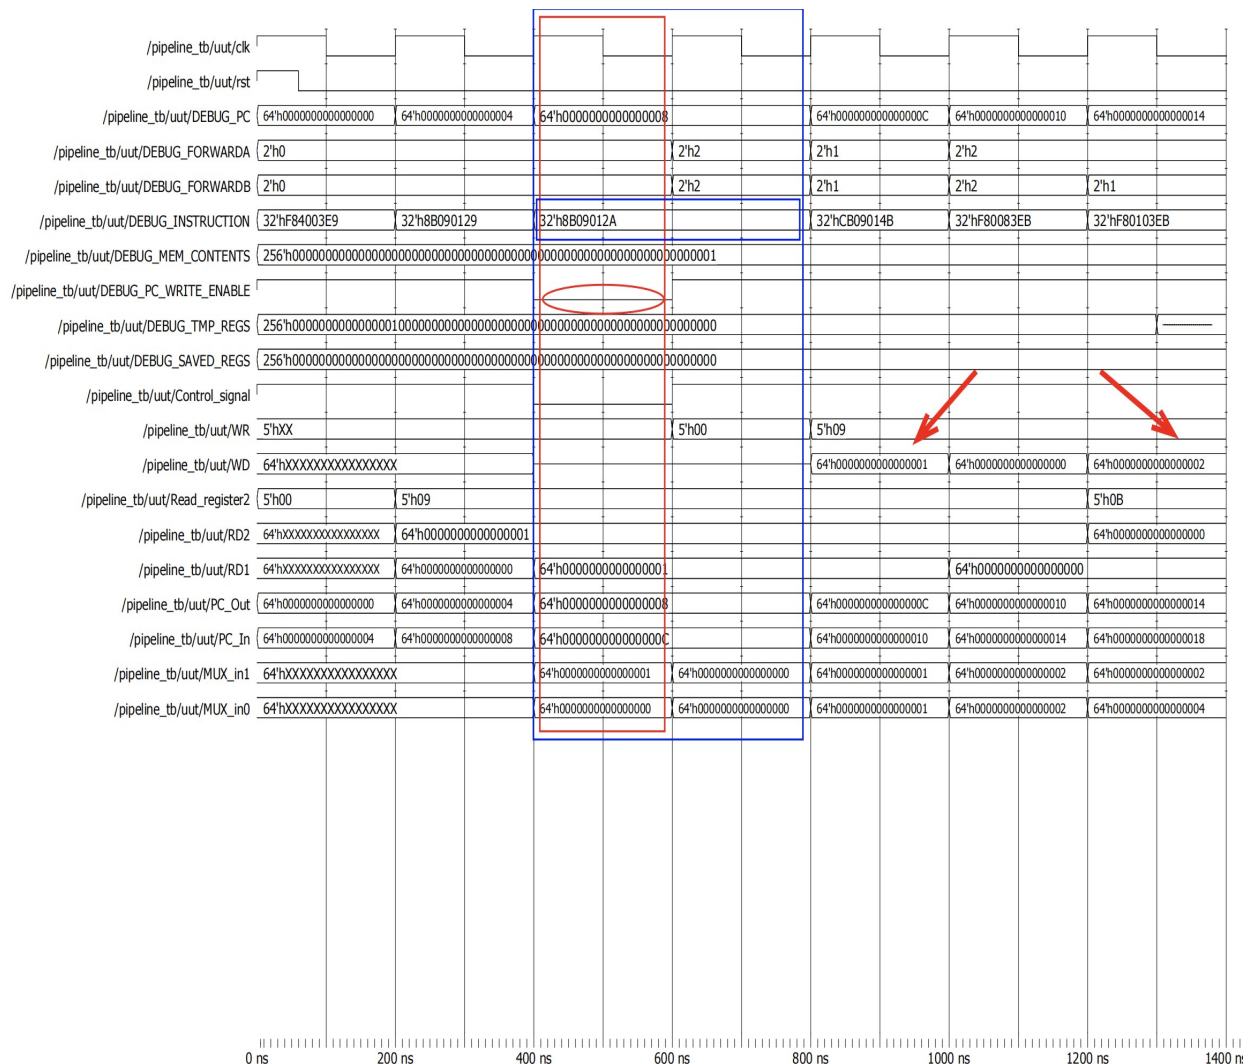 /pipeline_tb/uut/clk
/pipeline_tb/uut/rst
/pipeline_tb/uut/DEBUG_PC 64'h0000000000000000 64'h0000000000000004 64'h0000000000000008 64'h000000000000000C 64'h0000000000000010 64'h0000000000000014
/pipeline_tb/uut/DEBUG_FORWARDA 2'h0 2'h2 2'h1 2'h2
/pipeline_tb/uut/DEBUG_FORWARDB 2'h0 2'h2 2'h1 2'h2 2'h1
/pipeline_tb/uut/DEBUG_INSTRUCTION 32'hF84003E9 32'h8B090129 32'h8B09012A 32'hCB09014B 32'hF80083EB 32'hF80103EB
/pipeline_tb/uut/DEBUG_MEM_CONTENTS 256'h0000000000000000000000000000000000000000000000000000000000000001
/pipeline_tb/uut/DEBUG_PC_WRITE_ENABLE
/pipeline_tb/uut/DEBUG_TMP_REGS 256'h0000000000000001000000000000000000000000000000000000000000000000
/pipeline_tb/uut/DEBUG_SAVED_REGS 256'h0000000000000000000000000000000000000000000000000000000000000000
/pipeline_tb/uut/Control_signal
/pipeline_tb/uut/WR 5'hXX 5'h00 5'h09
/pipeline_tb/uut/WD 64'hXXXXXXXXXXXXXXXX 64'h0000000000000001 64'h0000000000000000 64'h0000000000000002
/pipeline_tb/uut/Read_register2 5'h00 5'h09 5'h0B
/pipeline_tb/uut/RD2 64'hXXXXXXXXXXXXXXXX 64'h0000000000000001 64'h0000000000000000
/pipeline_tb/uut/RD1 64'hXXXXXXXXXXXXXXXX 64'h0000000000000000 64'h0000000000000001 64'h0000000000000000
/pipeline_tb/uut/PC_Out 64'h0000000000000000 64'h0000000000000004 64'h0000000000000008 64'h000000000000000C 64'h0000000000000010 64'h0000000000000014
/pipeline_tb/uut/PC_In 64'h0000000000000004 64'h0000000000000008 64'h000000000000000C 64'h0000000000000010 64'h0000000000000014 64'h0000000000000018
/pipeline_tb/uut/MUX_in1 64'hXXXXXXXXXXXXXXXX 64'h0000000000000001 64'h0000000000000000 64'h0000000000000001 64'h0000000000000002 64'h0000000000000002
/pipeline_tb/uut/MUX_in0 64'hXXXXXXXXXXXXXXXX 64'h0000000000000000 64'h0000000000000000 64'h0000000000000001 64'h0000000000000002 64'h0000000000000004
0 ns 200 ns 400 ns 600 ns 800 ns 1000 ns 1200 ns 1400 ns